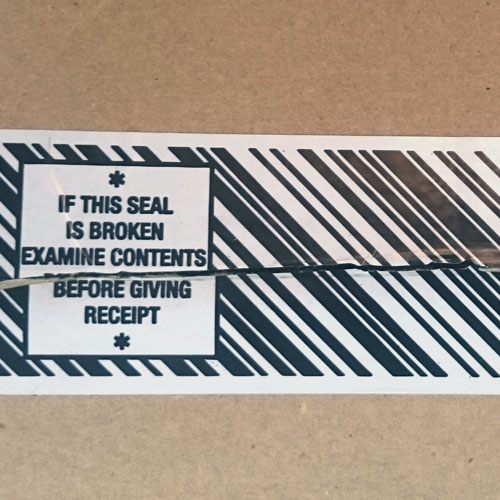 *
IF THIS SEAL
IS BROKEN
EXAMINE CONTENTS
BEFORE GIVING
RECEIPT
*